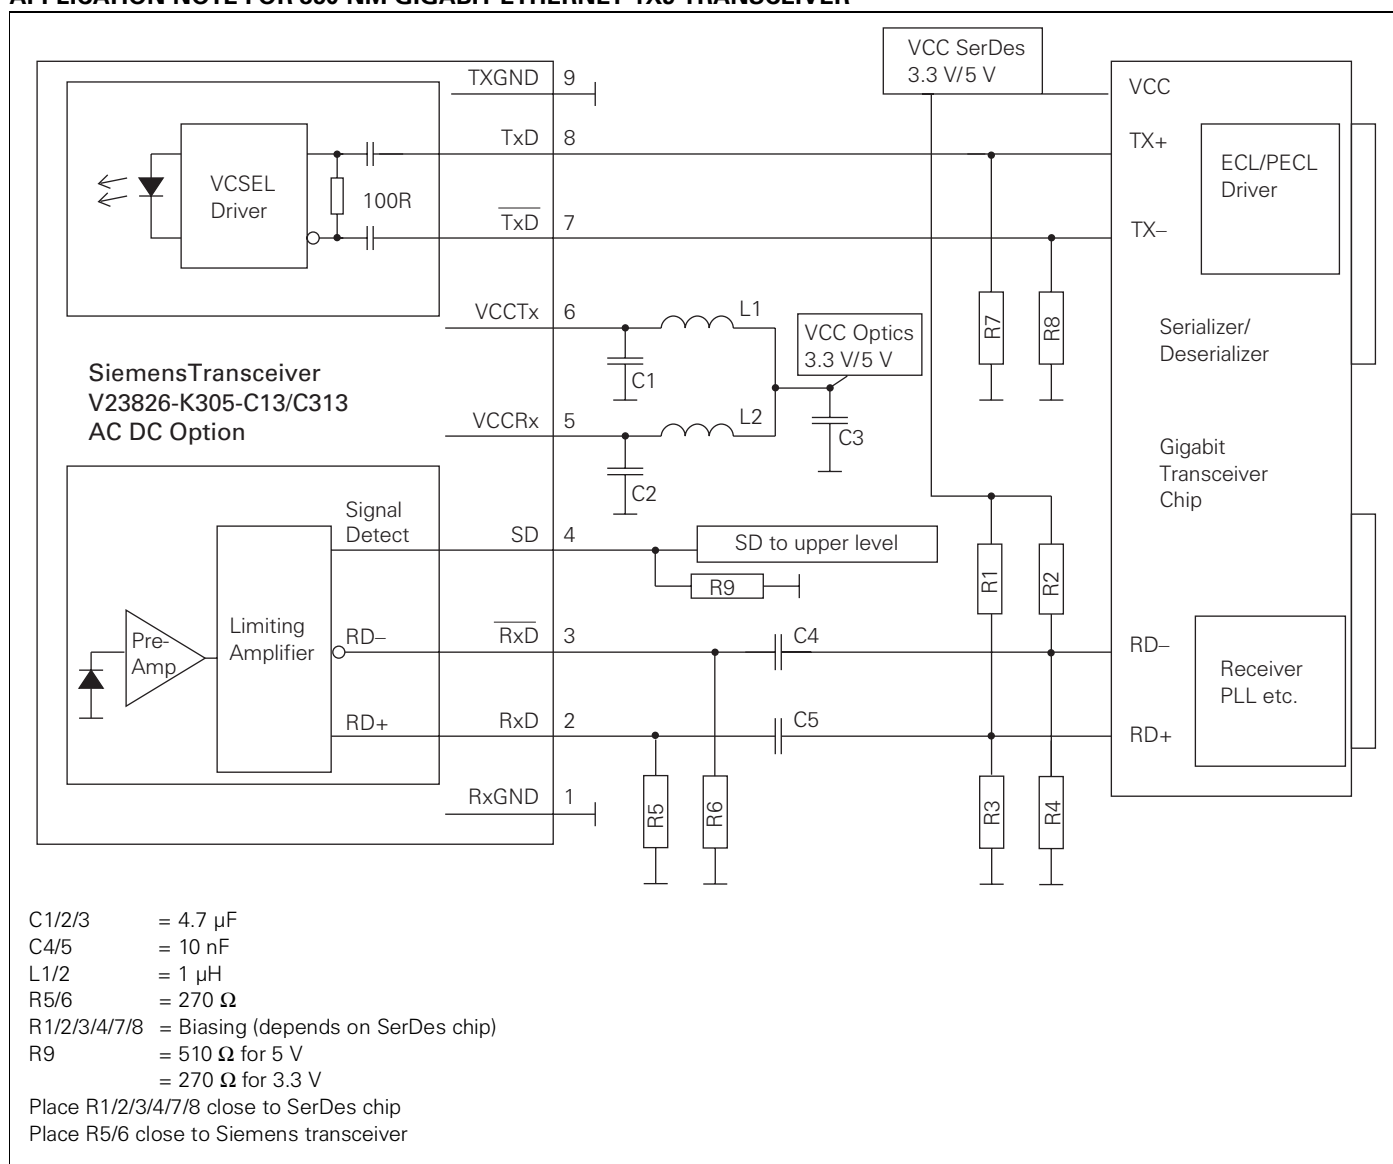 TXGND 9
TxD 8
VCSEL
Driver
100R
TxD 7
VCCTx 6
L1
C1
VCC Optics
3.3 V/5 V
C3
SiemensTransceiver
V23826-K305-C13/C313
AC DC Option
VCCRx 5
L2
C2
VCC SerDes
3.3 V/5 V
VCC
TX+
TX–
ECL/PECL
Driver
R7
R8
Serializer/
Deserializer
Gigabit
Transceiver
Chip
Signal
Detect
SD 4
SD to upper level
R9
R1
R2
Pre-
Amp
Limiting
Amplifier
RD–
RxD 3
C4
RD–
Receiver
PLL etc.
RD+
RxD 2
C5
RD+
RxGND 1
R5
R6
R3
R4
C1/2/3 = 4.7 µF
C4/5 = 10 nF
L1/2 = 1 µH
R5/6 = 270 Ω
R1/2/3/4/7/8 = Biasing (depends on SerDes chip)
R9 = 510 Ω for 5 V
= 270 Ω for 3.3 V
Place R1/2/3/4/7/8 close to SerDes chip
Place R5/6 close to Siemens transceiver